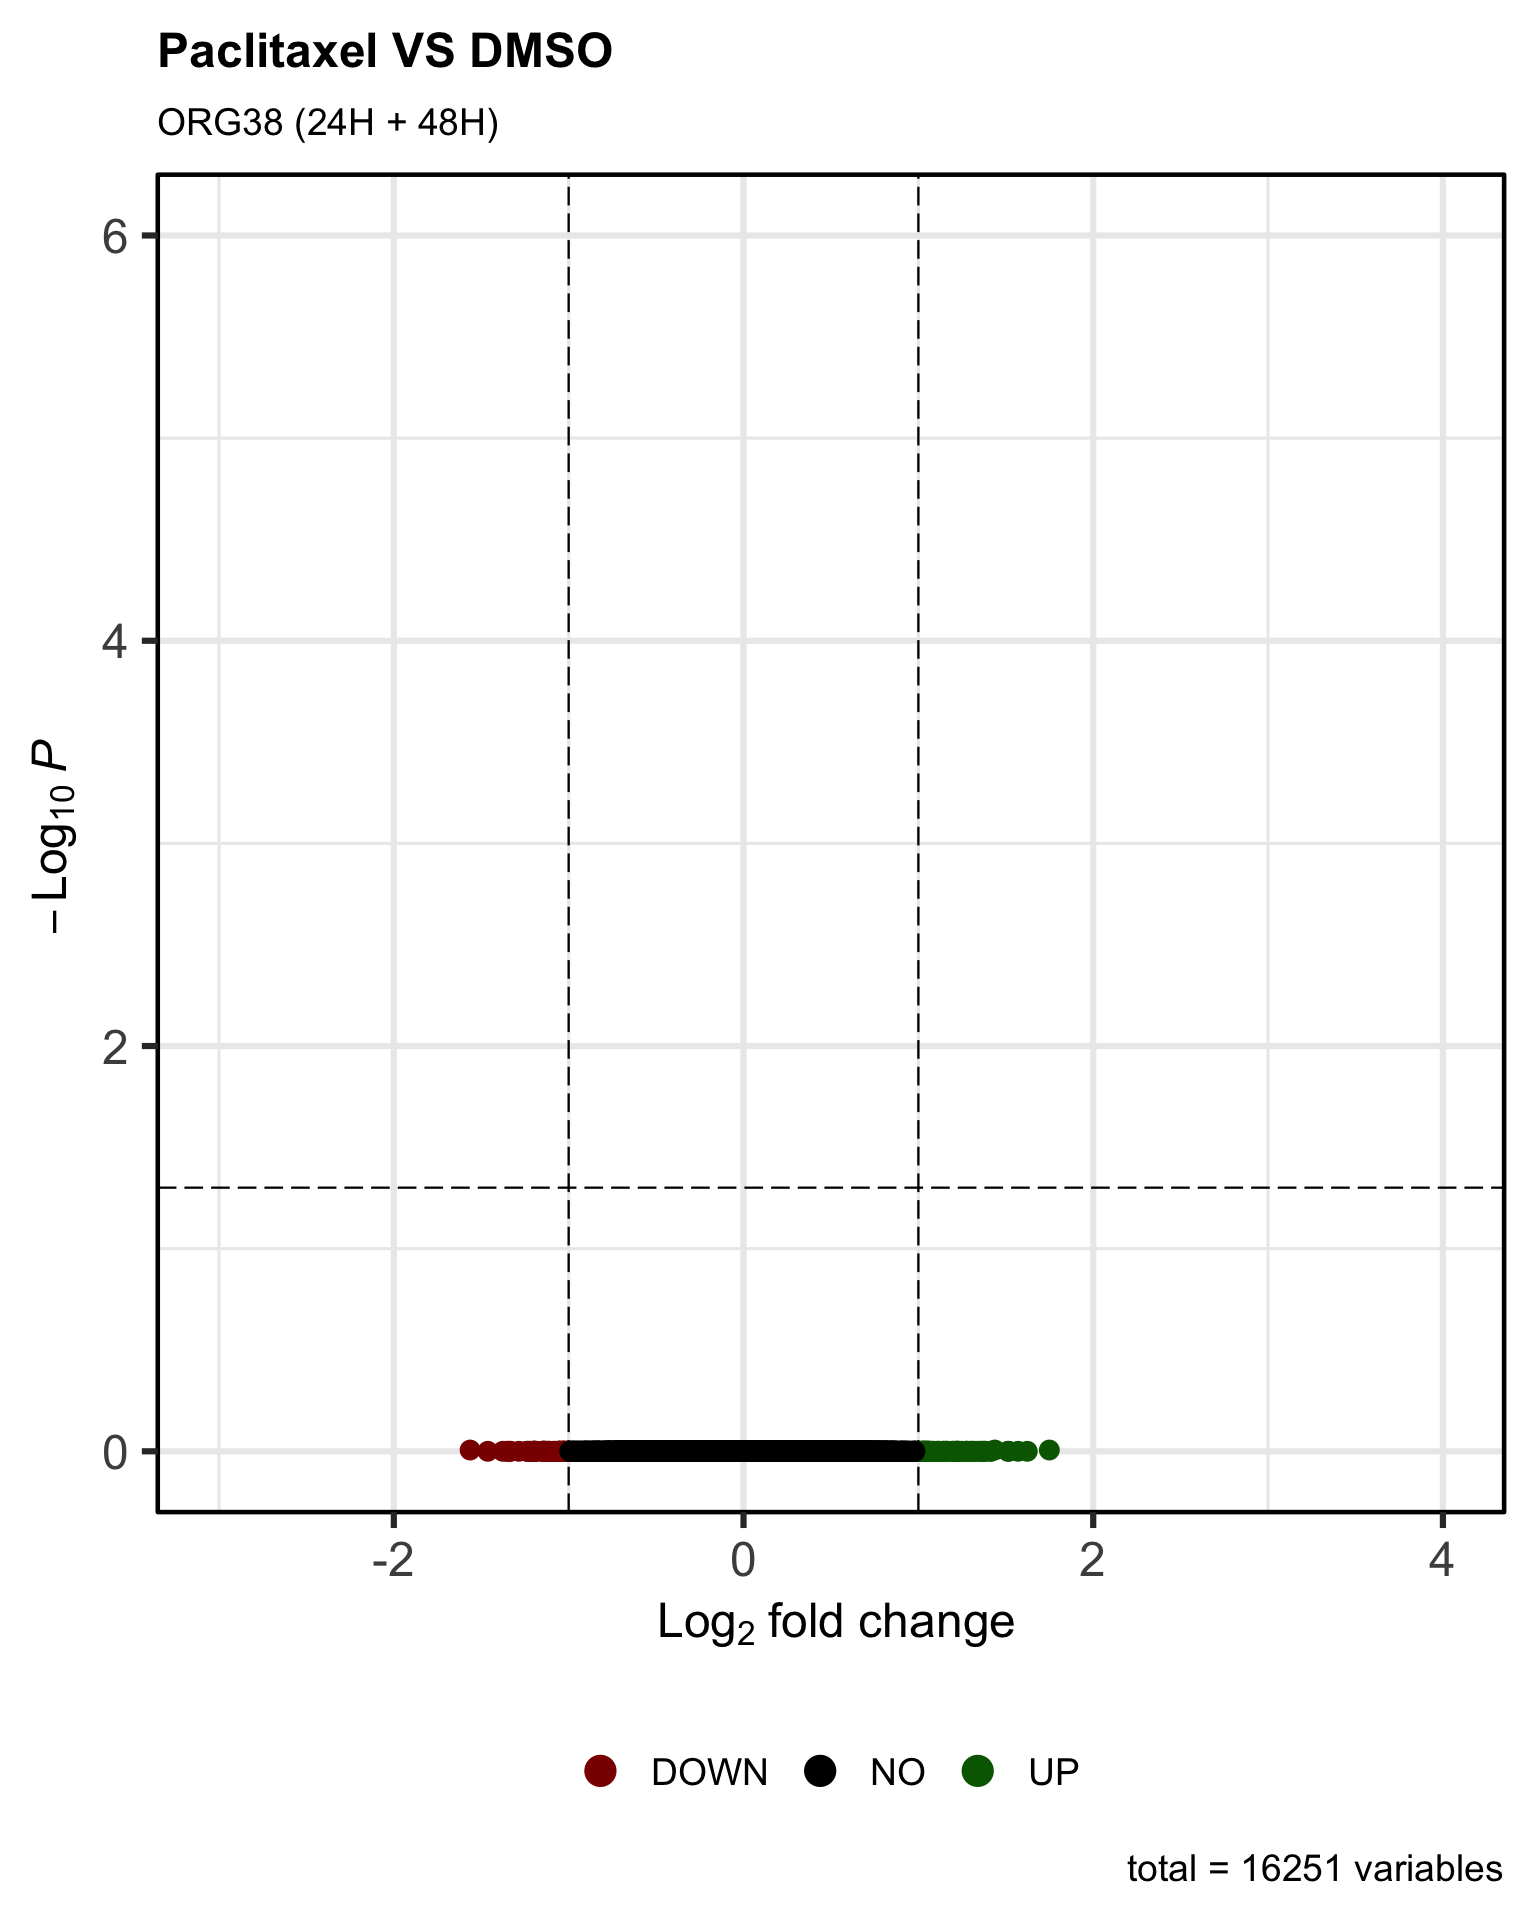 Paclitaxel VS DMSO
ORG38 (24H + 48H)
6
4
2
0
−Log10 P
-2 0 2 4
Log2 fold change
DOWN NO UP
total = 16251 variables